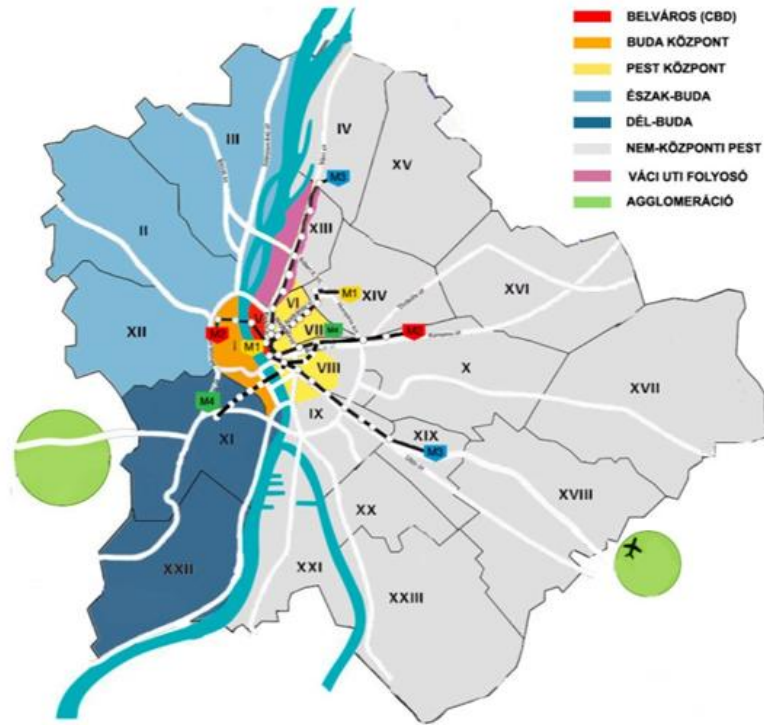 BELVÁROS (CBD)
BUDA KÖZPONT
PEST KÖZPONT
ÉSZAK-BUDA
DÉL-BUDA
NEM-KÖZPONTI PEST
VÁCI UTI FOLYOSÓ
AGGLOMERÁCIÓ
III
IV
XV
M3
II
XIII
XII
VI
M1
XIV
XVI
V
M2
I
M1
VII
M4
M2
VIII
X
XVII
M4
XI
IX
XIX
M3
XVIII
XX
XXII
XXI
XXIII